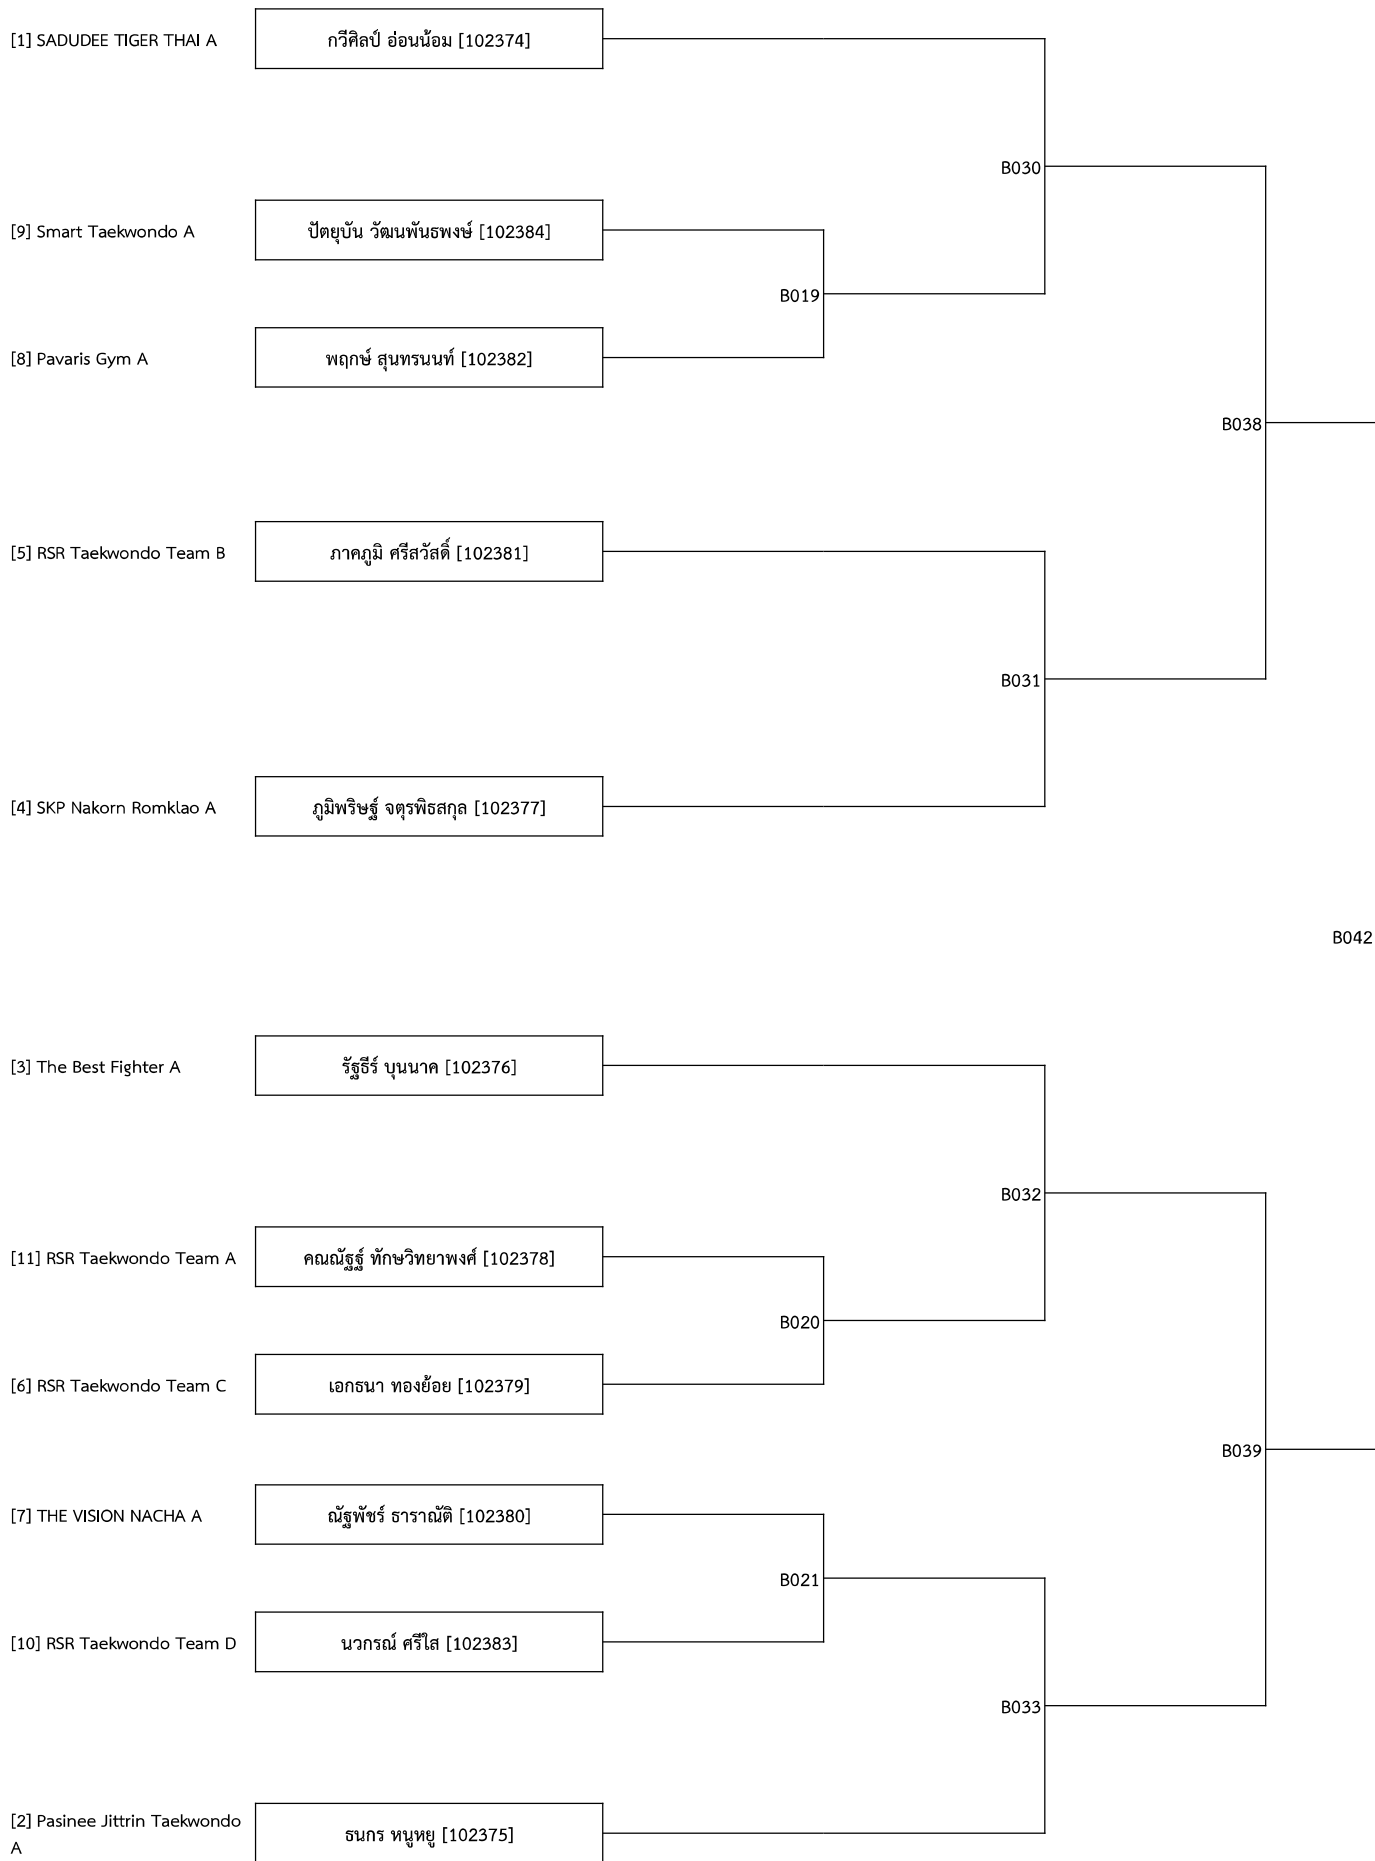 [1] SADUDEE TIGER THAI A
กวีศิลป์ อ่อนน้อม [102374]
B030
[9] Smart Taekwondo A
ปัตยุบัน วัฒนพันธพงษ์ [102384]
B019
[8] Pavaris Gym A
พฤกษ์ สุนทรนนท์ [102382]
B038
[5] RSR Taekwondo Team B
ภาคภูมิ ศรีสวัสดิ์ [102381]
B031
[4] SKP Nakorn Romklao A
ภูมิพริษฐ์ จตุรพิธสกุล [102377]
B042
[3] The Best Fighter A
รัฐธีร์ บุนนาค [102376]
B032
[11] RSR Taekwondo Team A
คณณัฐฐ์ ทักษวิทยาพงศ์ [102378]
B020
[6] RSR Taekwondo Team C
เอกธนา ทองย้อย [102379]
B039
[7] THE VISION NACHA A
ณัฐพัชร์ ธาราณัติ [102380]
B021
[10] RSR Taekwondo Team D
นวกรณ์ ศรีใส [102383]
B033
[2] Pasinee Jittrin Taekwondo
A
ธนกร หนูหยู [102375]